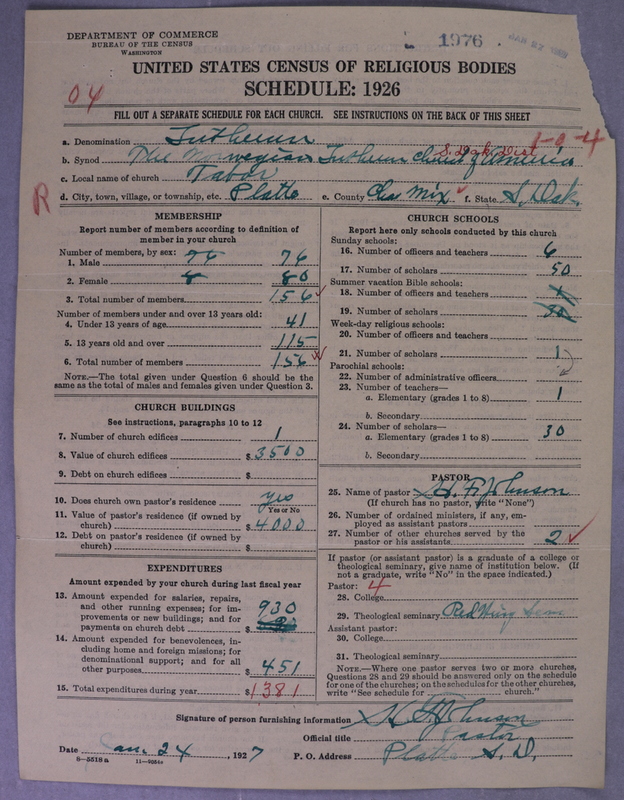 DEPARTMENT OF COMMERCE
BUREAU OF THE CENSUS
WASHINGTON
1976
UNITED STATES CENSUS OF RELIGIOUS BODIES
SCHEDULE: 1926
04
FILL OUT A SEPARATE SCHEDULE FOR EACH CHURCH. SEE INSTRUCTIONS ON THE BACK OF THIS SHEET
1-0-4
a. Denomination Lutheran
S. Dak. Dist.
b. Synod The Norwegian Lutheran Church of America
c. Local name of church Tabor
R
d. City, town, village, or township, etc. Platte e. County Cha Mix f. State S. Dak.
MEMBERSHIP
Report number of members according to definition of member in your church
Number of members, by sex:
1. Male 76
2. Female 80
3. Total number of members 156
Number of members under and over 13 years old:
4. Under 13 years of age 41
5. 13 years old and over 115
6. Total number of members 156
NOTE.—The total given under Question 6 should be the same as the total of males and females given under Question 3.
CHURCH BUILDINGS
See instructions, paragraphs 10 to 12
7. Number of church edifices 1
8. Value of church edifices $ 3500
9. Debt on church edifices $
10. Does church own pastor's residence yes
Yes or No
11. Value of pastor's residence (if owned by church) $ 4000
12. Debt on pastor's residence (if owned by church) $
EXPENDITURES
Amount expended by your church during last fiscal year
13. Amount expended for salaries, repairs, and other running expenses; for improvements or new buildings; and for payments on church debt $ 930
14. Amount expended for benevolences, including home and foreign missions; for denominational support; and for all other purposes $ 451
15. Total expenditures during year $ 1381
CHURCH SCHOOLS
Report here only schools conducted by this church
Sunday schools:
16. Number of officers and teachers 6
17. Number of scholars 50
Summer vacation Bible schools:
18. Number of officers and teachers
19. Number of scholars
Week-day religious schools:
20. Number of officers and teachers
21. Number of scholars 1
Parochial schools:
22. Number of administrative officers
23. Number of teachers—
a. Elementary (grades 1 to 8) 1
b. Secondary
24. Number of scholars—
a. Elementary (grades 1 to 8) 30
b. Secondary
PASTOR
25. Name of pastor H. F. Johnson
(If church has no pastor, write "None")
26. Number of ordained ministers, if any, employed as assistant pastors
27. Number of other churches served by the pastor or his assistants 2
If pastor (or assistant pastor) is a graduate of a college or theological seminary, give name of institution below. (If not a graduate, write "No" in the space indicated.)
Pastor: 4
28. College
29. Theological seminary Red Wing Sem
Assistant pastor:
30. College
31. Theological seminary
NOTE.—Where one pastor serves two or more churches, Questions 28 and 29 should be answered only on the schedule for one of the churches; on the schedules for the other churches, write "See schedule for church."
Signature of person furnishing information H F Johnson
Official title Pastor
Date Jan. 24, 1927 P. O. Address Platte S. D.
8-5518a